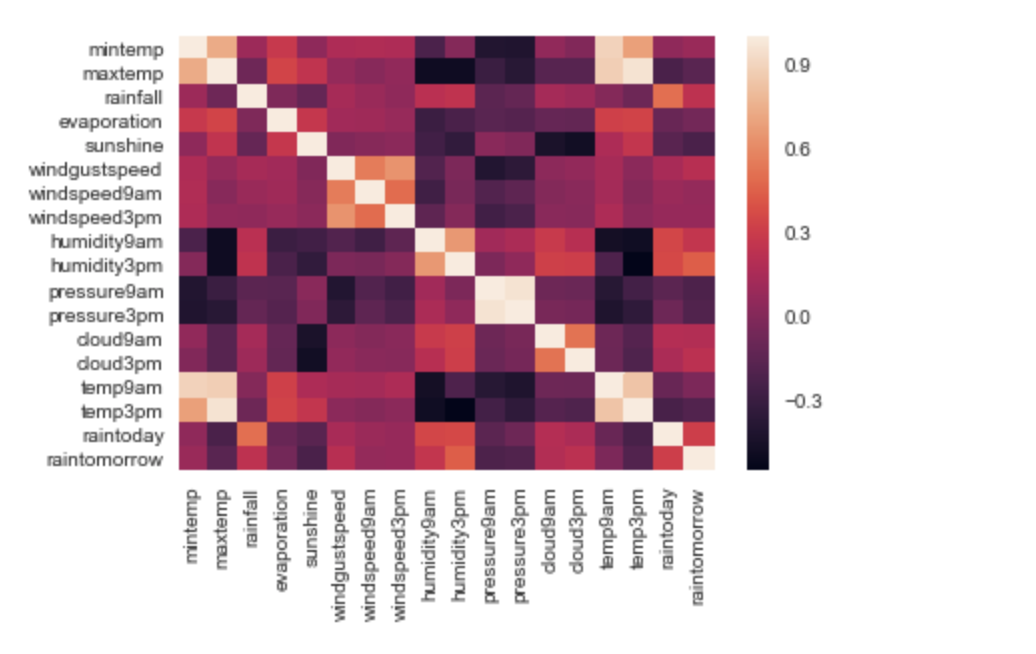 mintemp
maxtemp
rainfall
evaporation
sunshine
windgustspeed
windspeed9am
windspeed3pm
humidity9am
humidity3pm
pressure9am
pressure3pm
cloud9am
cloud3pm
temp9am
temp3pm
raintoday
raintomorrow
mintemp
maxtemp
rainfall
evaporation
sunshine
windgustspeed
windspeed9am
windspeed3pm
humidity9am
humidity3pm
pressure9am
pressure3pm
cloud9am
cloud3pm
temp9am
temp3pm
raintoday
raintomorrow
0.9
0.6
0.3
0.0
−0.3